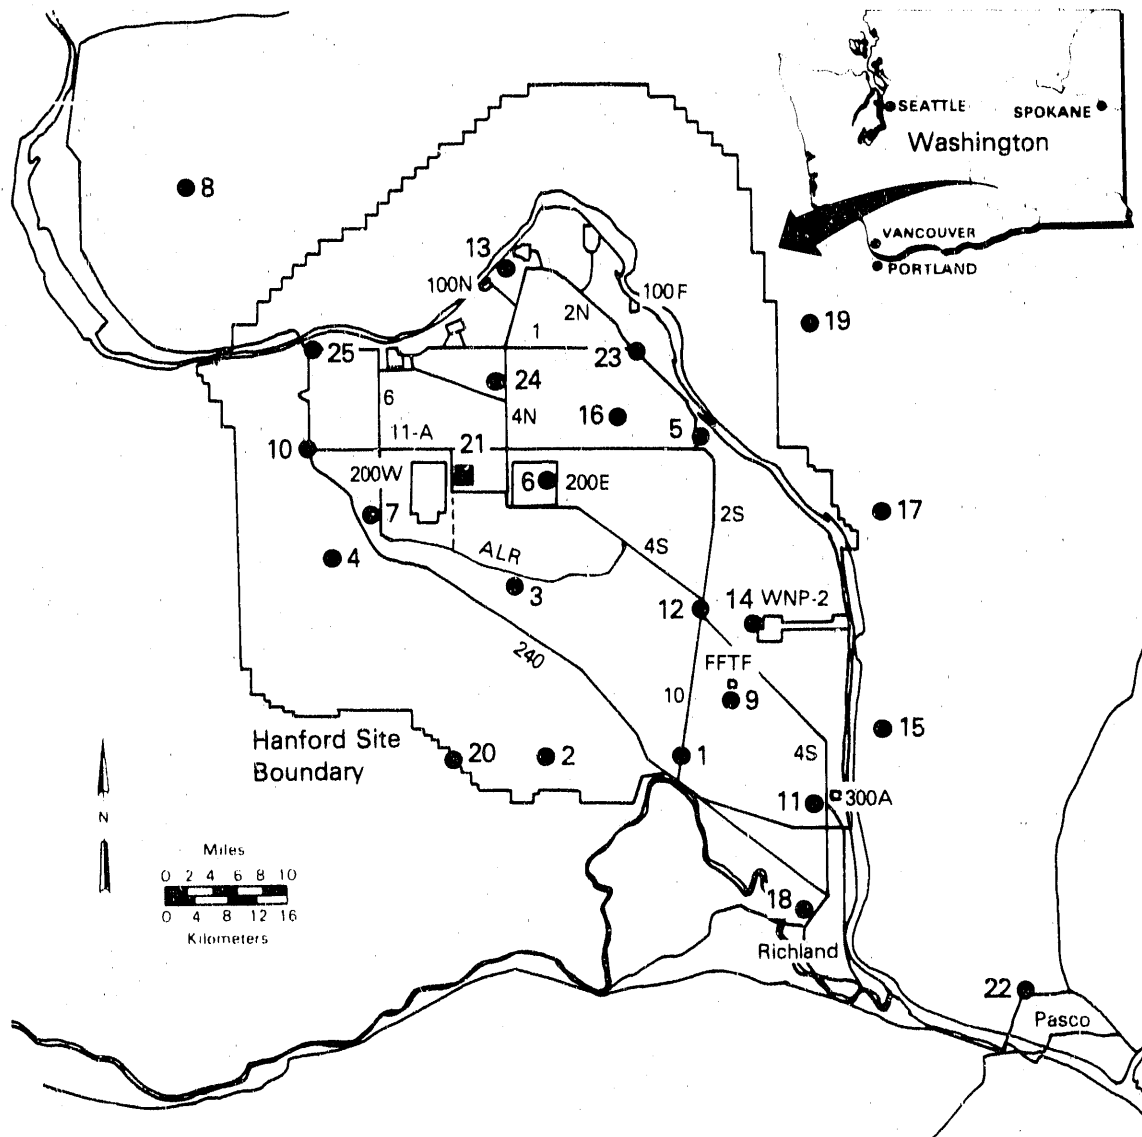 SEATTLE
SPOKANE
Washington
VANCOUVER
PORTLAND
8
13
100N
100F
2N
19
1
25
23
24
6
16
4N
11-A
5
10
21
200W
6
200E
7
17
2S
4
ALR
4S
3
12
14
WNP-2
240
FFTF
10
9
15
Hanford Site
Boundary
20
2
1
4S
11
300A
N
Miles
0 2 4 6 8 10
0 4 8 12 16
Kilometers
18
Richland
22
Pasco